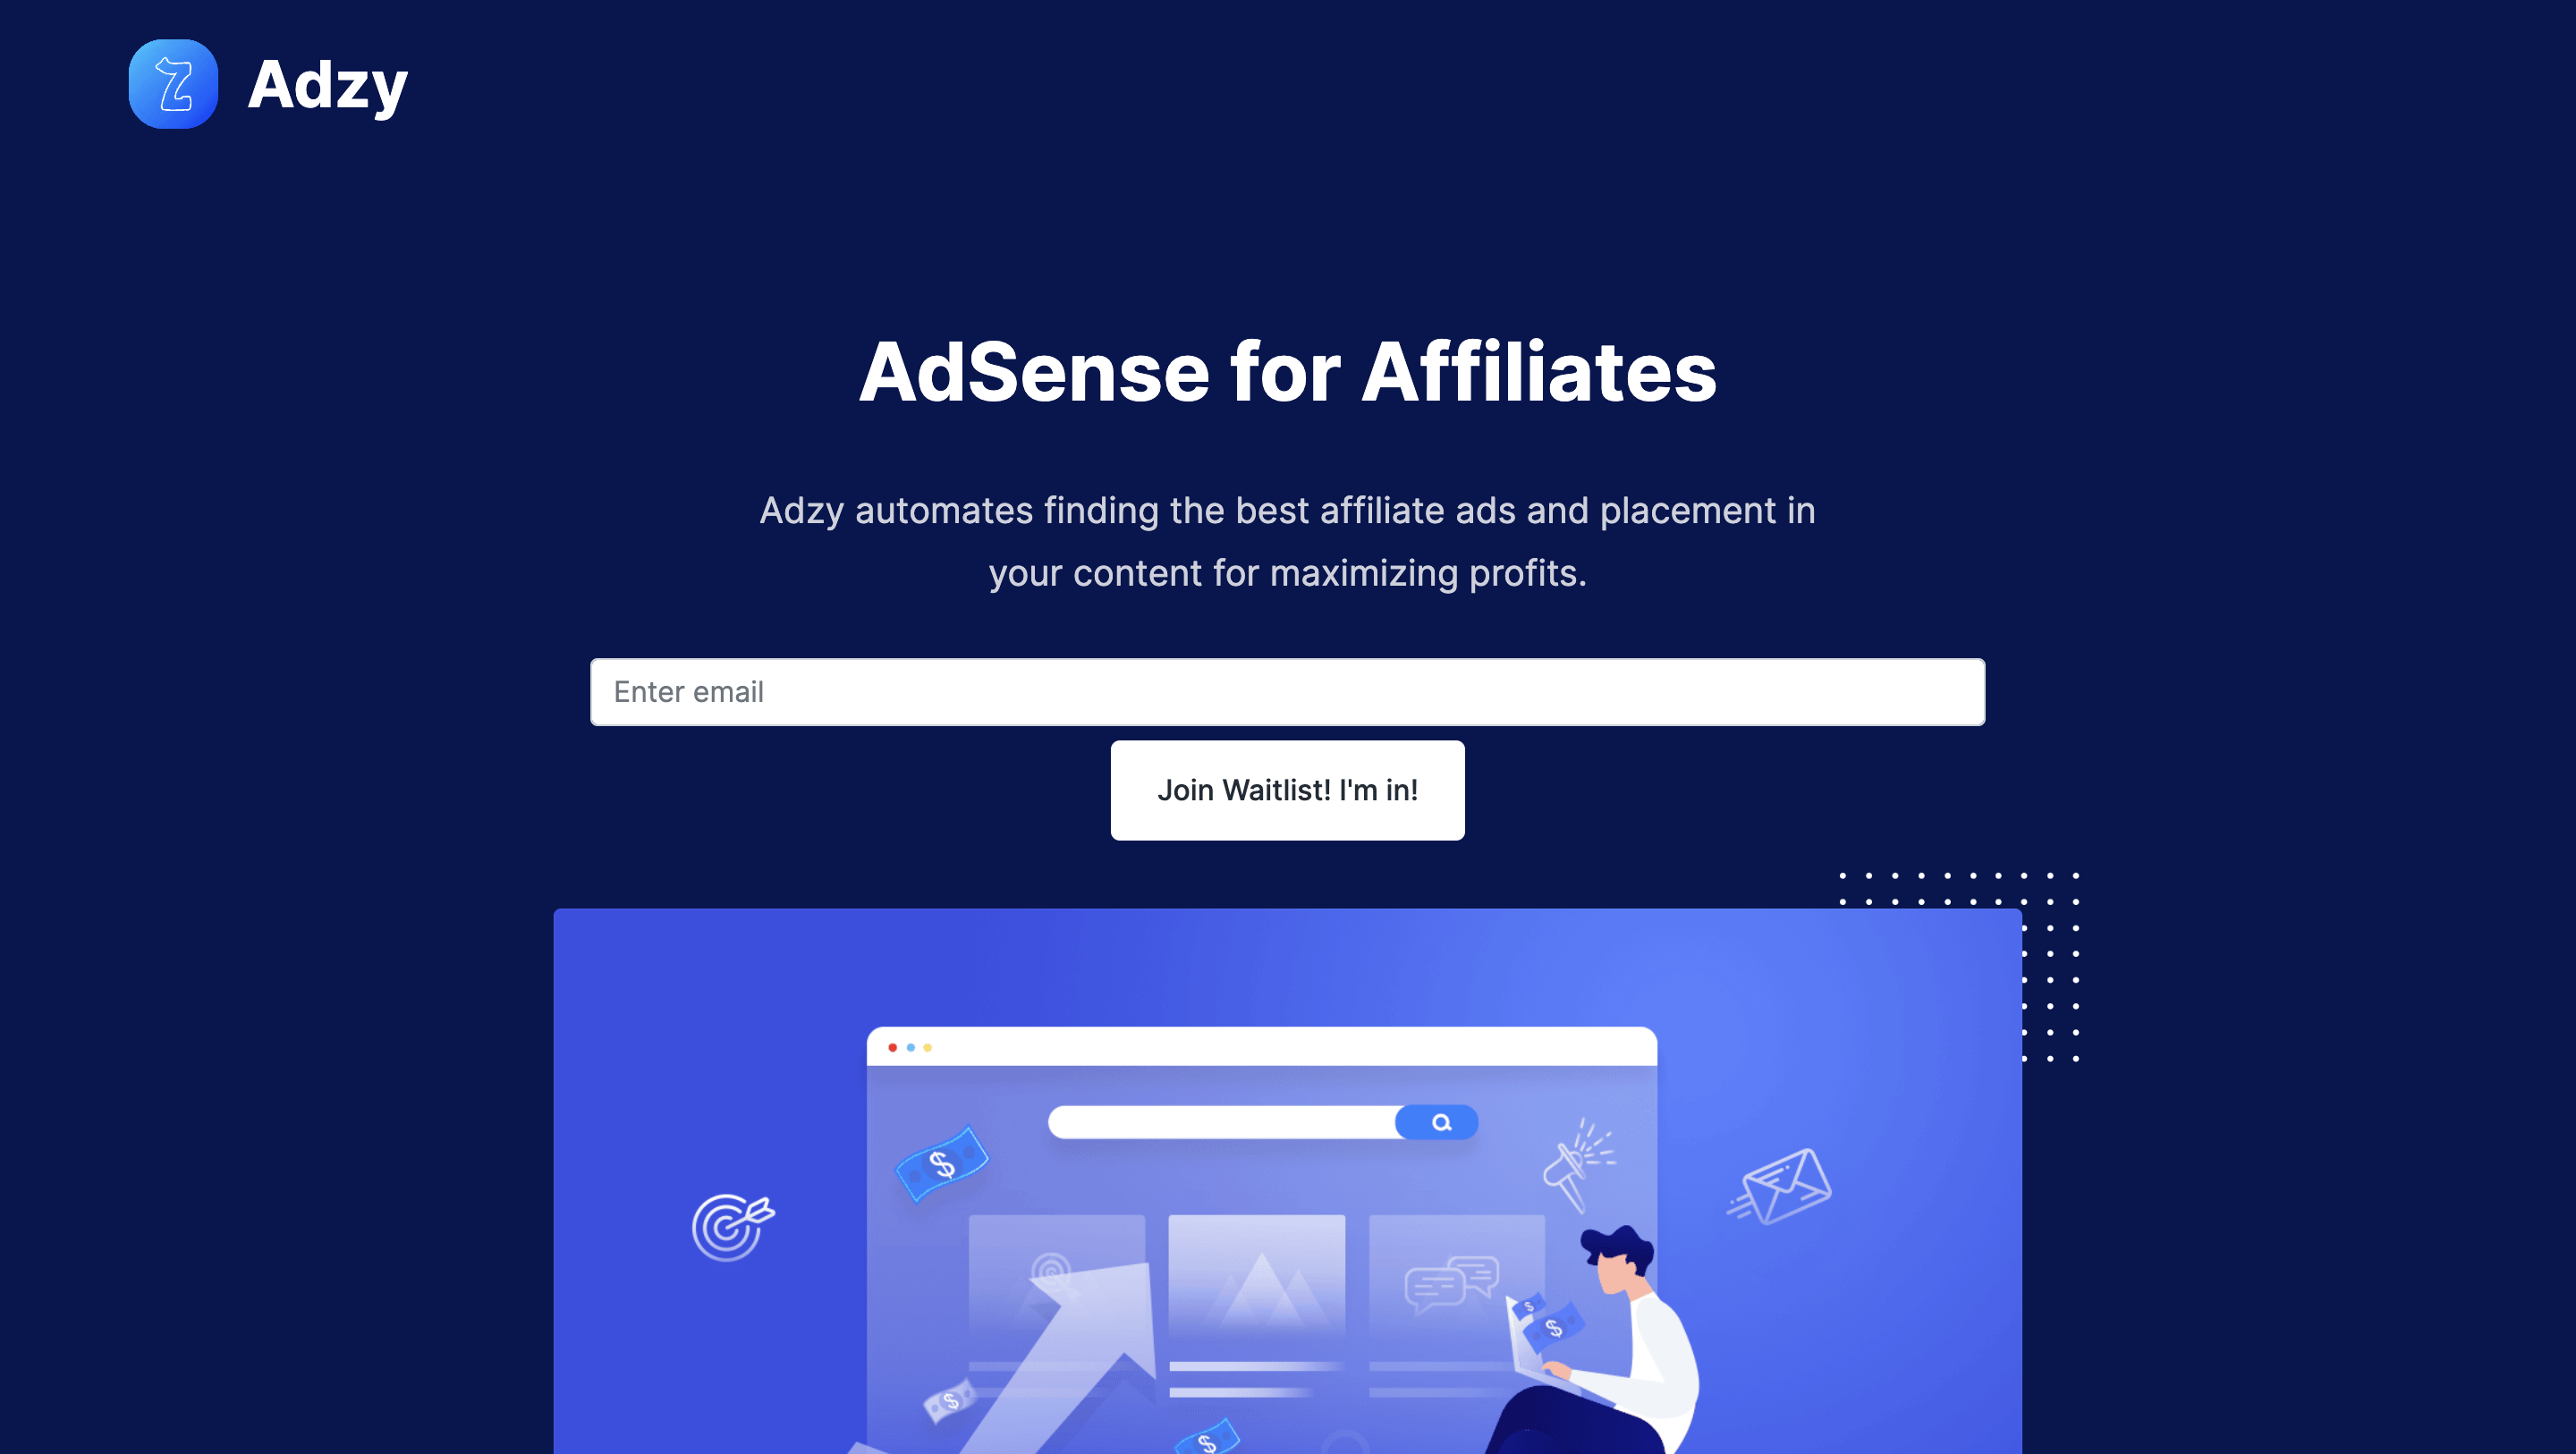 Adzy
AdSense for Affiliates
Adzy automates finding the best affiliate ads and placement in
your content for maximizing profits.
Enter email
Join Waitlist! I'm in!
$
$
$
$
$